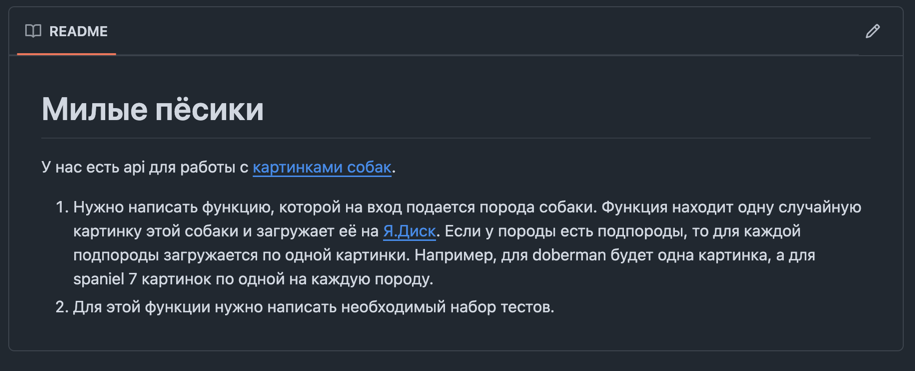 README
Милые пёсики
У нас есть api для работы с картинками собак.
1. Нужно написать функцию, которой на вход подается порода собаки. Функция находит одну случайную
картинку этой собаки и загружает её на Я.Диск. Если у породы есть подпороды, то для каждой
подпороды загружается по одной картинки. Например, для doberman будет одна картинка, а для
spaniel 7 картинок по одной на каждую породу.
2. Для этой функции нужно написать необходимый набор тестов.